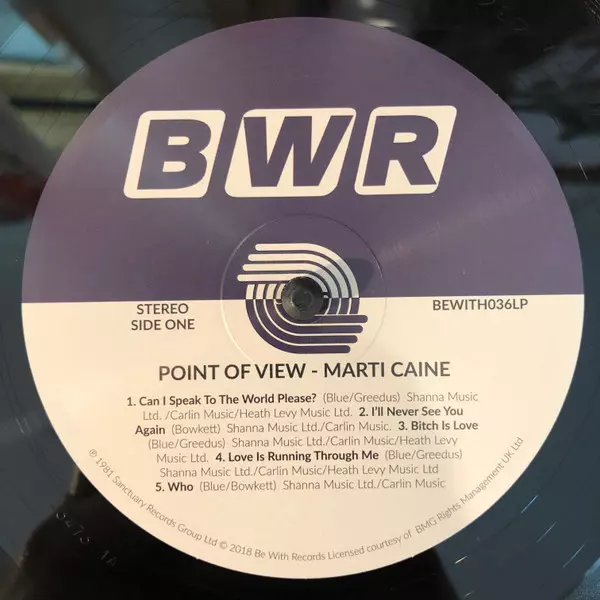 BWR
STEREO
SIDE ONE
BEWITH036LP
POINT OF VIEW - MARTI CAINE
1. Can I Speak To The World Please? (Blue/Greedus) Shanna Music
Ltd. /Carlin Music/Heath Levy Music Ltd. 2. I'll Never See You
Again (Bowkett) Shanna Music Ltd./Carlin Music. 3. Bitch Is Love
(Blue/Greedus) Shanna Music Ltd./Carlin Music/Heath Levy
Music Ltd. 4. Love Is Running Through Me (Blue/Greedus)
Shanna Music Ltd./Carlin Music/Heath Levy Music Ltd
5. Who (Blue/Bowkett) Shanna Music Ltd./Carlin Music
℗ 1981 Sanctuary Records Group Ltd © 2018 Be With Records Licensed courtesy of BMG Rights Management UK Ltd